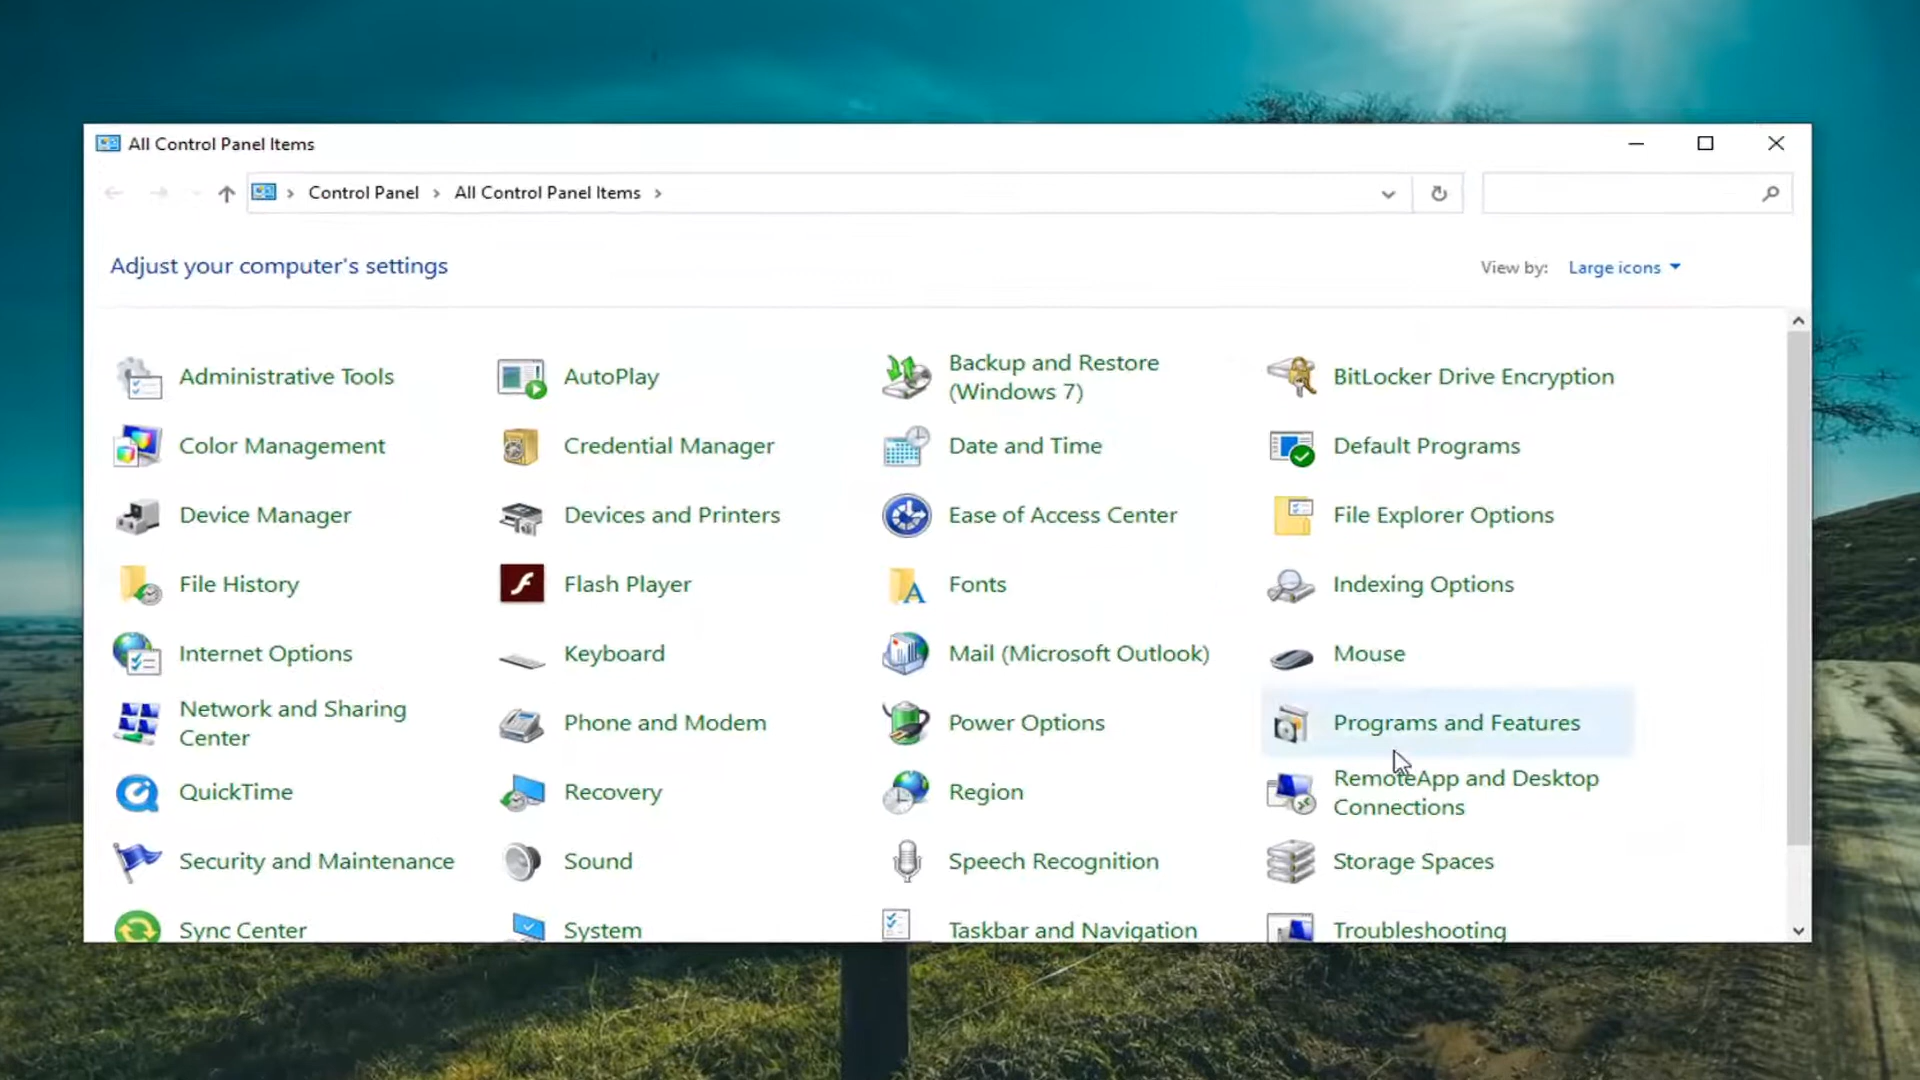 All Control Panel Items
Control Panel
All Control Panel Items
Adjust your computer's settings
View by: Large icons
Administrative Tools
AutoPlay
Backup and Restore
(Windows 7)
BitLocker Drive Encryption
Color Management
Credential Manager
Date and Time
Default Programs
Device Manager
Devices and Printers
Ease of Access Center
File Explorer Options
File History
Flash Player
Fonts
Indexing Options
Internet Options
Keyboard
Mail (Microsoft Outlook)
Mouse
Network and Sharing
Center
Phone and Modem
Power Options
Programs and Features
QuickTime
Recovery
Region
RemoteApp and Desktop
Connections
Security and Maintenance
Sound
Speech Recognition
Storage Spaces
Sync Center
System
Taskbar and Navigation
Troubleshooting